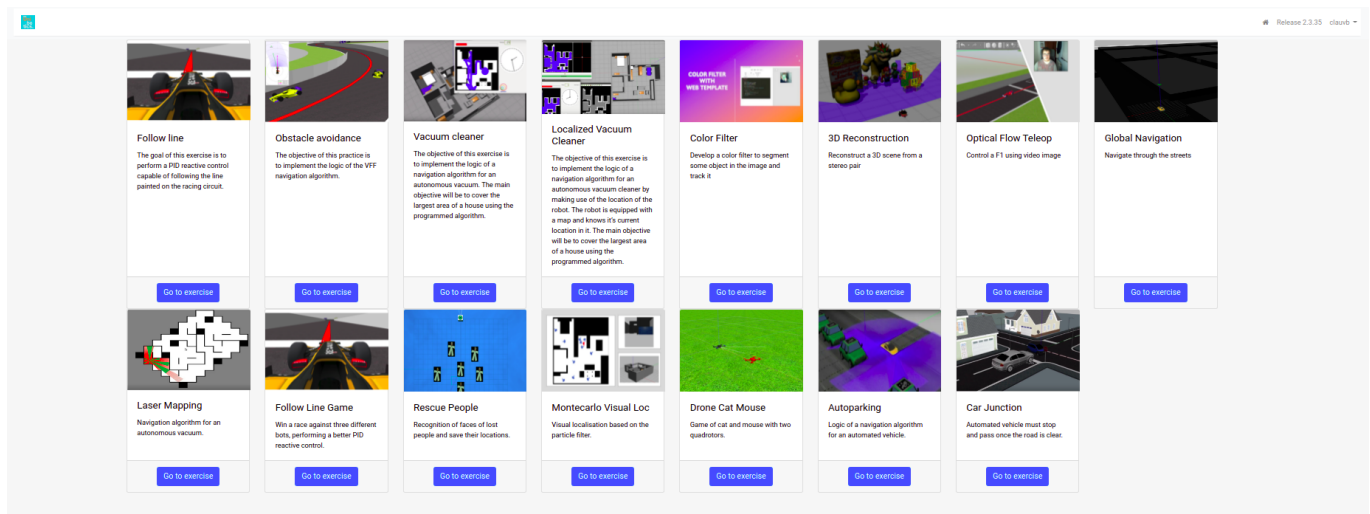 Release 2.3.35 clauvb
COLOR FILTER
WITH
WEB TEMPLATE
Follow line
The goal of this exercise is to
perform a PID reactive control
capable of following the line
painted on the racing circuit.
Go to exercise
Obstacle avoidance
The objective of this practice is
to implement the logic of the VFF
navigation algorithm.
Go to exercise
Vacuum cleaner
The objective of this exercise is
to implement the logic of a
navigation algorithm for an
autonomous vacuum. The main
objective will be to cover the
largest area of a house using the
programmed algorithm.
Go to exercise
Localized Vacuum
Cleaner
The objective of this exercise is
to implement the logic of a
navigation algorithm for an
autonomous vacuum cleaner by
making use of the location of the
robot. The robot is equipped with
a map and knows it's current
location in it. The main objective
will be to cover the largest area
of a house using the
programmed algorithm.
Go to exercise
Color Filter
Develop a color filter to segment
some object in the image and
track it
Go to exercise
3D Reconstruction
Reconstruct a 3D scene from a
stereo pair
Go to exercise
Optical Flow Teleop
Control a F1 using video image
Go to exercise
Global Navigation
Navigate through the streets
Go to exercise
Laser Mapping
Navigation algorithm for an
autonomous vacuum.
Go to exercise
Follow Line Game
Win a race against three different
bots, performing a better PID
reactive control.
Go to exercise
Rescue People
Recognition of faces of lost
people and save their locations.
Go to exercise
Montecarlo Visual Loc
Visual localisation based on the
particle filter.
Go to exercise
Drone Cat Mouse
Game of cat and mouse with two
quadrotors.
Go to exercise
Autoparking
Logic of a navigation algorithm
for an automated vehicle.
Go to exercise
Car Junction
Automated vehicle must stop
and pass once the road is clear.
Go to exercise